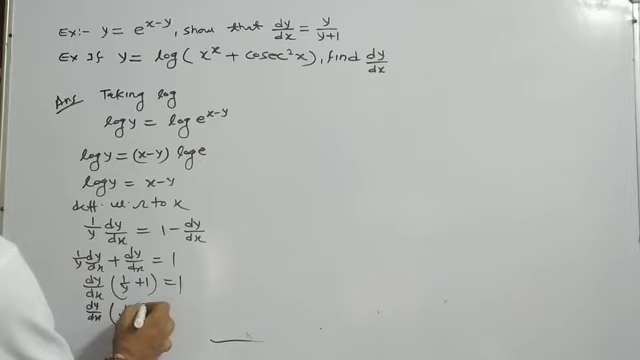 Ex:- y = e^{x-y}, show that dy/dx = y/(y+1)
Ex If y = log(x^x + cosec^2x), find dy/dx
Ans Taking log
log y = log e^{x-y}
log y = (x-y) log e
log y = x-y
diff. w. r to x
1/y dy/dx = 1 - dy/dx
1/y dy/dx + dy/dx = 1
dy/dx (1/y + 1) = 1
dy/dx (